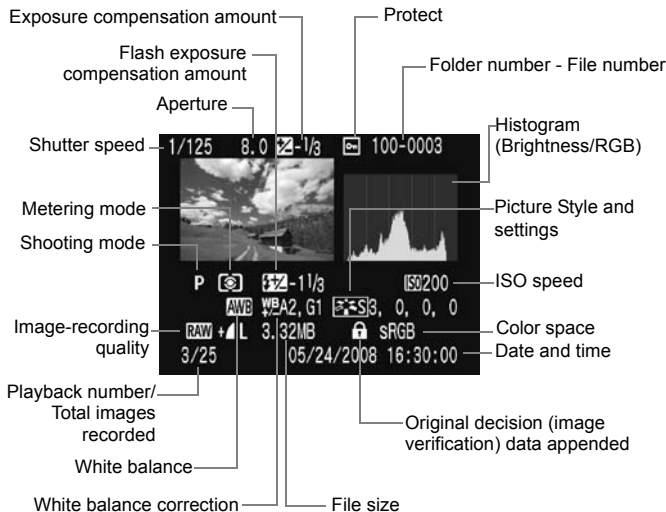 Exposure compensation amount
Protect
Flash exposure
compensation amount
Folder number - File number
Aperture
Histogram
(Brightness/RGB)
Shutter speed
1/125 8.0 -1/3 100-0003
Metering mode
Picture Style and
settings
Shooting mode
P -1 1/3 ISO 200
ISO speed
AWB WB A2, G1 S 3, 0, 0, 0
Image-recording
quality
RAW + L 3.32MB sRGB
Color space
3/25 05/24/2008 16:30:00
Date and time
Playback number/
Total images
recorded
Original decision (image
verification) data appended
White balance
White balance correction
File size